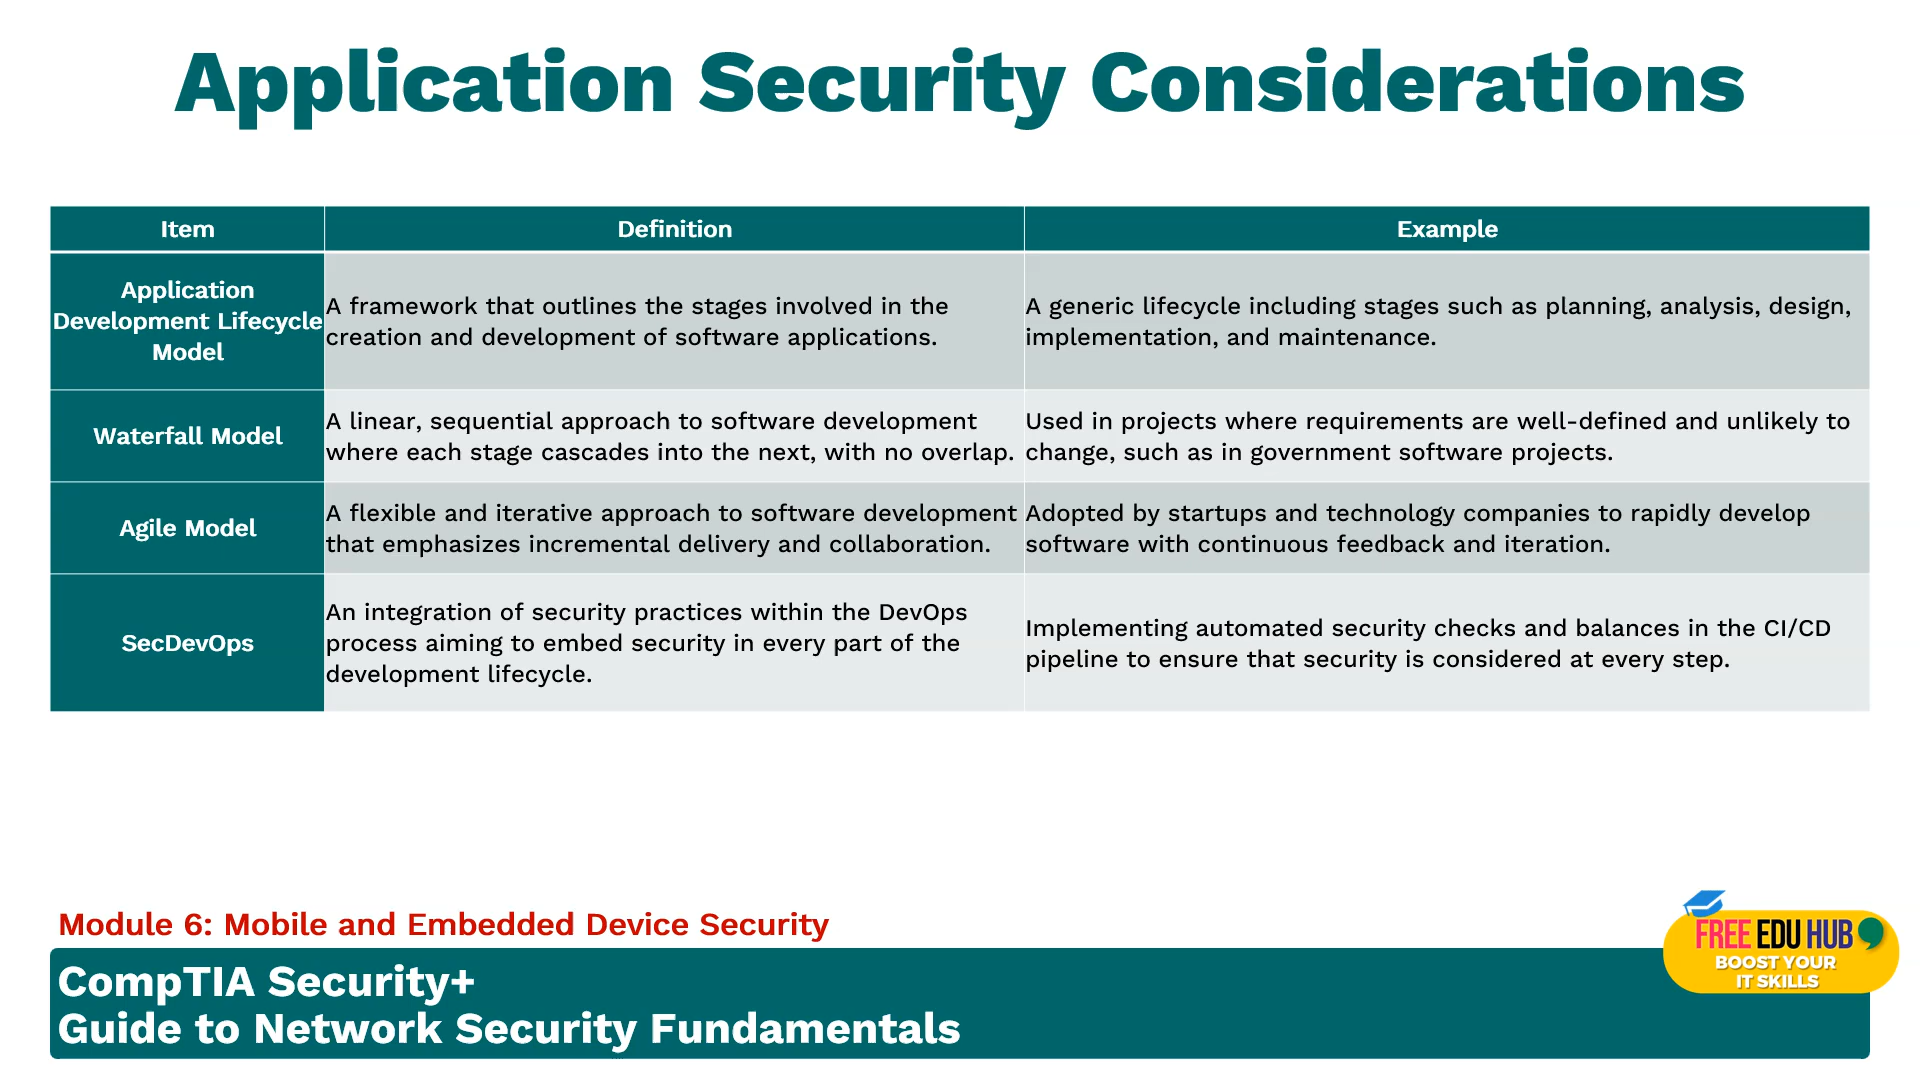 Application Security Considerations
Item
Definition
Example
Application
Development Lifecycle
Model
A framework that outlines the stages involved in the
creation and development of software applications.
A generic lifecycle including stages such as planning, analysis, design,
implementation, and maintenance.
Waterfall Model
A linear, sequential approach to software development
where each stage cascades into the next, with no overlap.
Used in projects where requirements are well-defined and unlikely to
change, such as in government software projects.
Agile Model
A flexible and iterative approach to software development
that emphasizes incremental delivery and collaboration.
Adopted by startups and technology companies to rapidly develop
software with continuous feedback and iteration.
SecDevOps
An integration of security practices within the DevOps
process aiming to embed security in every part of the
development lifecycle.
Implementing automated security checks and balances in the CI/CD
pipeline to ensure that security is considered at every step.
Module 6: Mobile and Embedded Device Security
CompTIA Security+
Guide to Network Security Fundamentals
FREE EDU HUB
BOOST YOUR
IT SKILLS